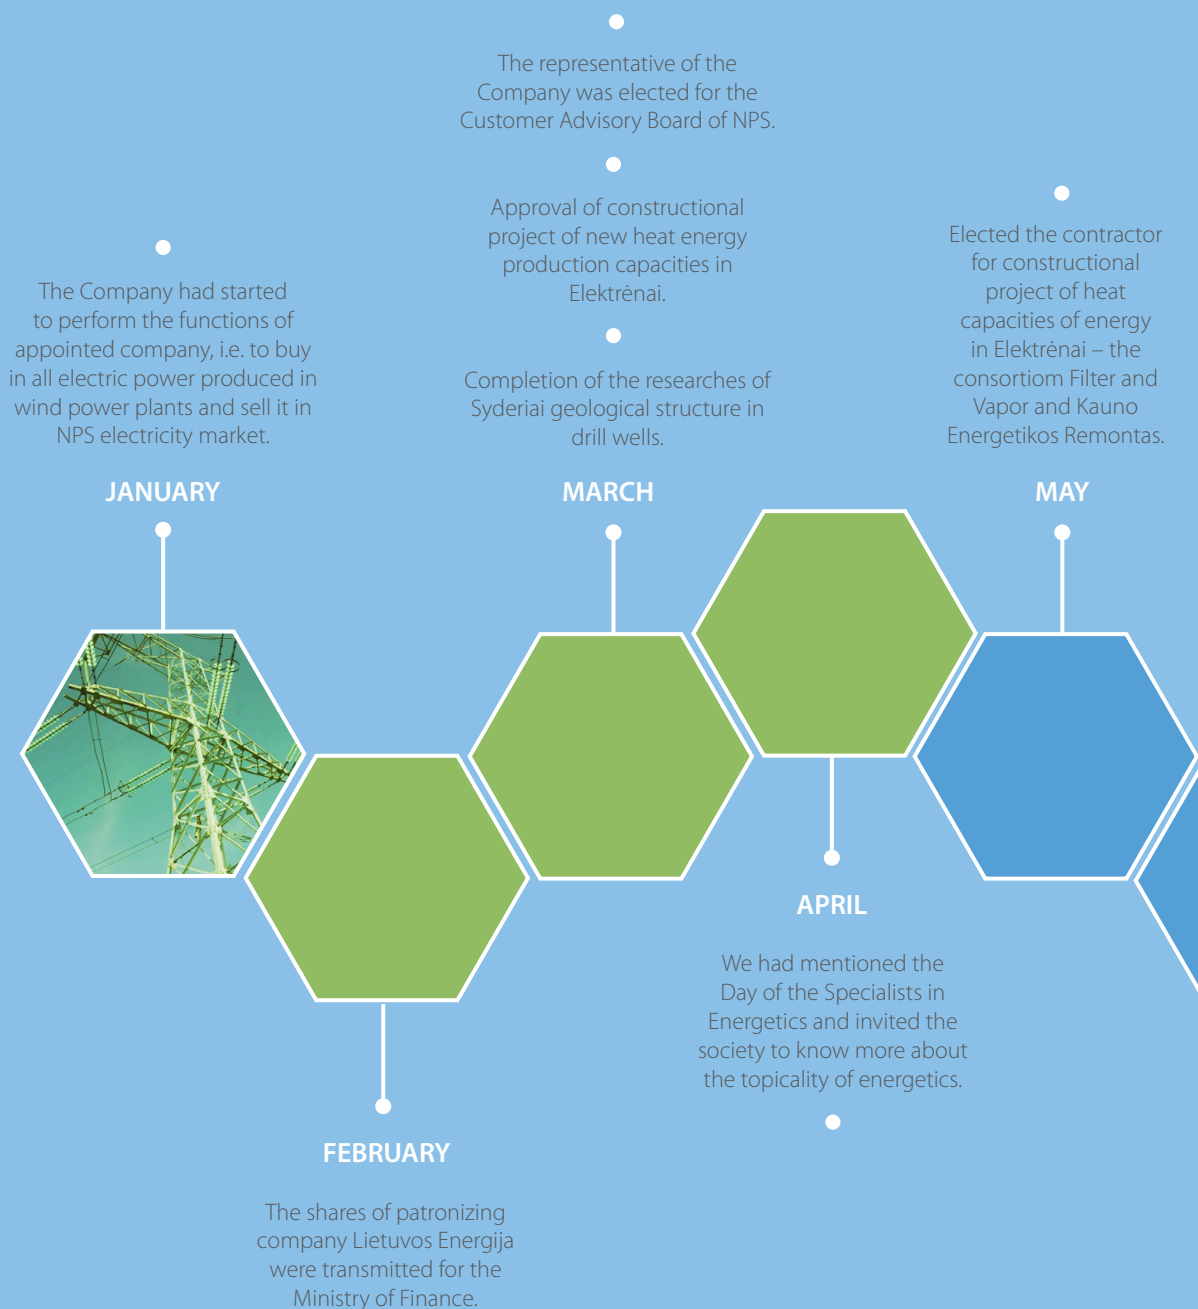 The Company had started
to perform the functions of
appointed company, i.e. to buy
in all electric power produced in
wind power plants and sell it in
NPS electricity market.
JANUARY
FEBRUARY
The shares of patronizing
company Lietuvos Energija
were transmitted for the
Ministry of Finance.
The representative of the
Company was elected for the
Customer Advisory Board of NPS.
Approval of constructional
project of new heat energy
production capacities in
Elektrėnai.
Completion of the researches of
Syderiai geological structure in
drill wells.
MARCH
APRIL
We had mentioned the
Day of the Specialists in
Energetics and invited the
society to know more about
the topicality of energetics.
Elected the contractor
for constructional
project of heat
capacities of energy
in Elektrėnai – the
consortiom Filter and
Vapor and Kauno
Energetikos Remontas.
MAY